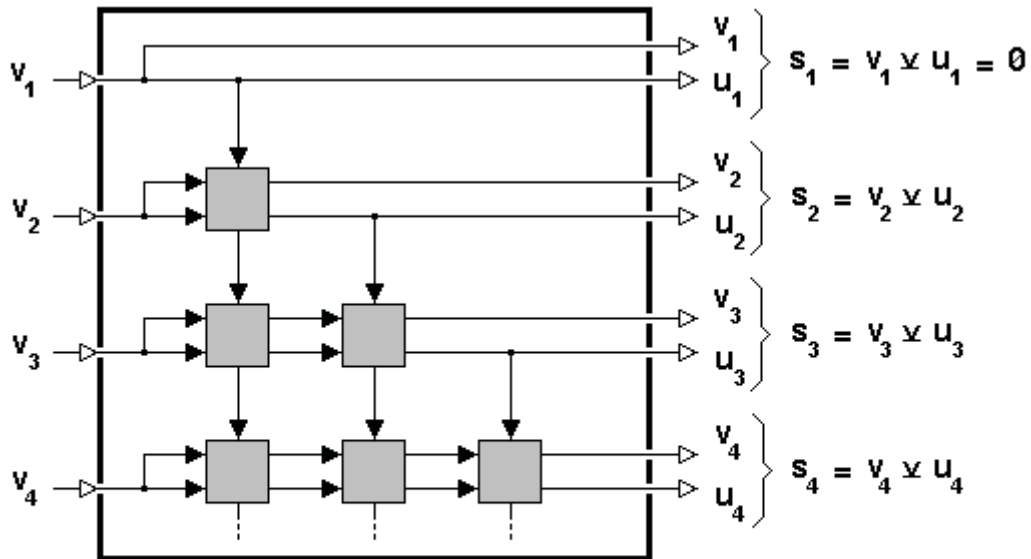 v₁
v₁
u₁
s₁ = v₁ ⊻ u₁ = 0
v₂
v₂
u₂
s₂ = v₂ ⊻ u₂
v₃
v₃
u₃
s₃ = v₃ ⊻ u₃
v₄
v₄
u₄
s₄ = v₄ ⊻ u₄